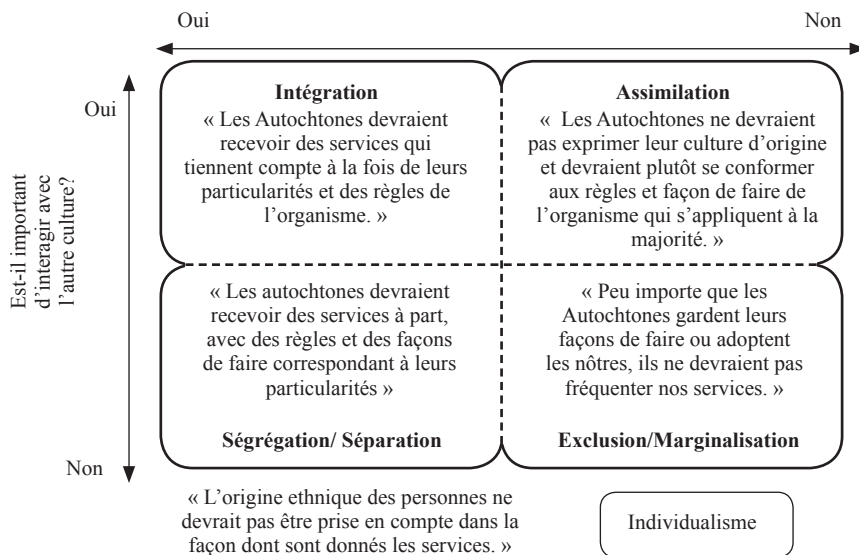 Oui
Non
Oui
Est-il important
d'interagir avec
l'autre culture?
Non
Intégration
« Les Autochtones devraient
recevoir des services qui
tiennent compte à la fois de leurs
particularités et des règles de
l'organisme. »
Assimilation
«  Les Autochtones ne devraient
pas exprimer leur culture d'origine
et devraient plutôt se conformer
aux règles et façon de faire de
l'organisme qui s'appliquent à la
majorité. »
« Les autochtones devraient
recevoir des services à part,
avec des règles et des façons
de faire correspondant à leurs
particularités »
Ségrégation/ Séparation
« Peu importe que les
Autochtones gardent leurs
façons de faire ou adoptent
les nôtres, ils ne devraient pas
fréquenter nos services. »
Exclusion/Marginalisation
« L'origine ethnique des personnes ne
devrait pas être prise en compte dans la
façon dont sont donnés les services. »
Individualisme